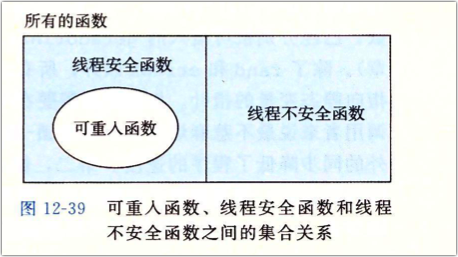 所有的函数
线程安全函数
可重入函数
线程不安全函数
图 12-39 可重入函数、线程安全函数和线程
不安全函数之间的集合关系